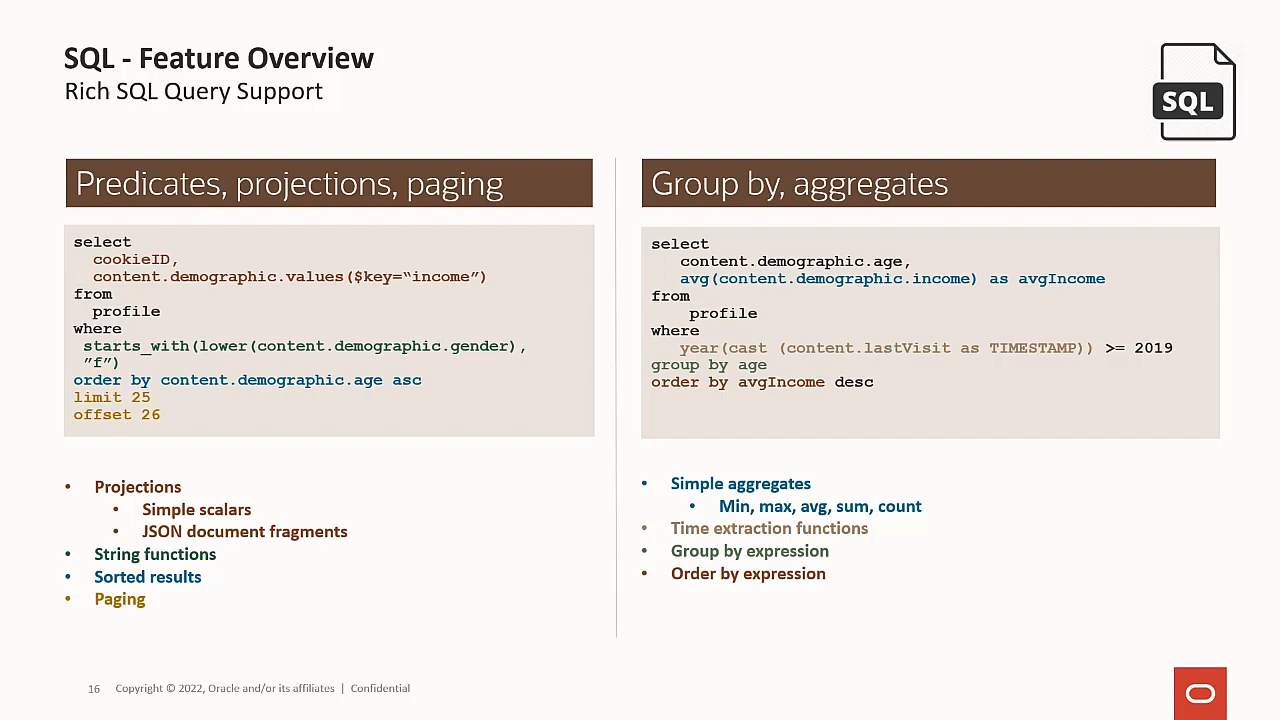 SQL - Feature Overview
Rich SQL Query Support
SQL
Predicates, projections, paging
select
cookieID,
content.demographic.values($key=“income”)
from
profile
where
starts_with(lower(content.demographic.gender),
”f”)
order by content.demographic.age asc
limit 25
offset 26
• Projections
• Simple scalars
• JSON document fragments
• String functions
• Sorted results
• Paging
Group by, aggregates
select
content.demographic.age,
avg(content.demographic.income) as avgIncome
from
profile
where
year(cast (content.lastVisit as TIMESTAMP)) >= 2019
group by age
order by avgIncome desc
• Simple aggregates
• Min, max, avg, sum, count
• Time extraction functions
• Group by expression
• Order by expression
16 Copyright © 2022, Oracle and/or its affiliates | Confidential